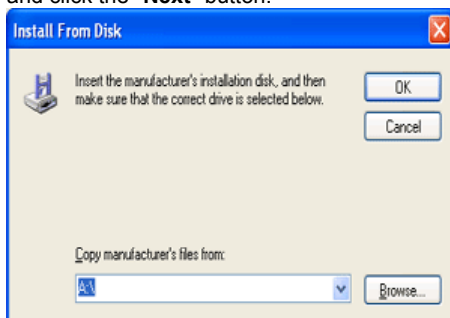 and click the "Next" button.
Install From Disk
Insert the manufacturer's installation disk, and then
make sure that the correct drive is selected below.
OK
Cancel
Copy manufacturer's files from:
A:\
Browse...